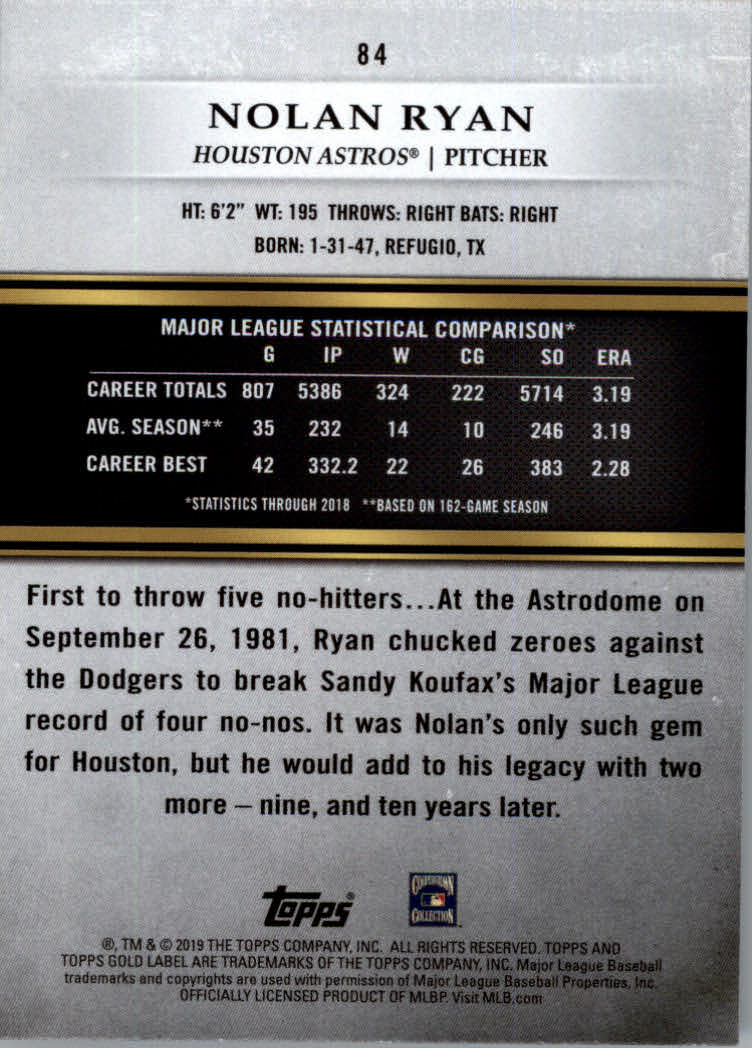 84
NOLAN RYAN
HOUSTON ASTROS® | PITCHER
HT: 6'2" WT: 195 THROWS: RIGHT BATS: RIGHT
BORN: 1-31-47, REFUGIO, TX
MAJOR LEAGUE STATISTICAL COMPARISON*
G IP W CG SO ERA
CAREER TOTALS 807 5386 324 222 5714 3.19
AVG. SEASON** 35 232 14 10 246 3.19
CAREER BEST 42 332.2 22 26 383 2.28
*STATISTICS THROUGH 2018 **BASED ON 162-GAME SEASON
First to throw five no-hitters...At the Astrodome on
September 26, 1981, Ryan chucked zeroes against
the Dodgers to break Sandy Koufax's Major League
record of four no-nos. It was Nolan's only such gem
for Houston, but he would add to his legacy with two
more – nine, and ten years later.
Topps®
COOPERSTOWN
COLLECTION™
®, TM & © 2019 THE TOPPS COMPANY, INC. ALL RIGHTS RESERVED. TOPPS AND
TOPPS GOLD LABEL ARE TRADEMARKS OF THE TOPPS COMPANY, INC. Major League Baseball
trademarks and copyrights are used with permission of Major League Baseball Properties, Inc.
OFFICIALLY LICENSED PRODUCT OF MLBP. Visit MLB.com